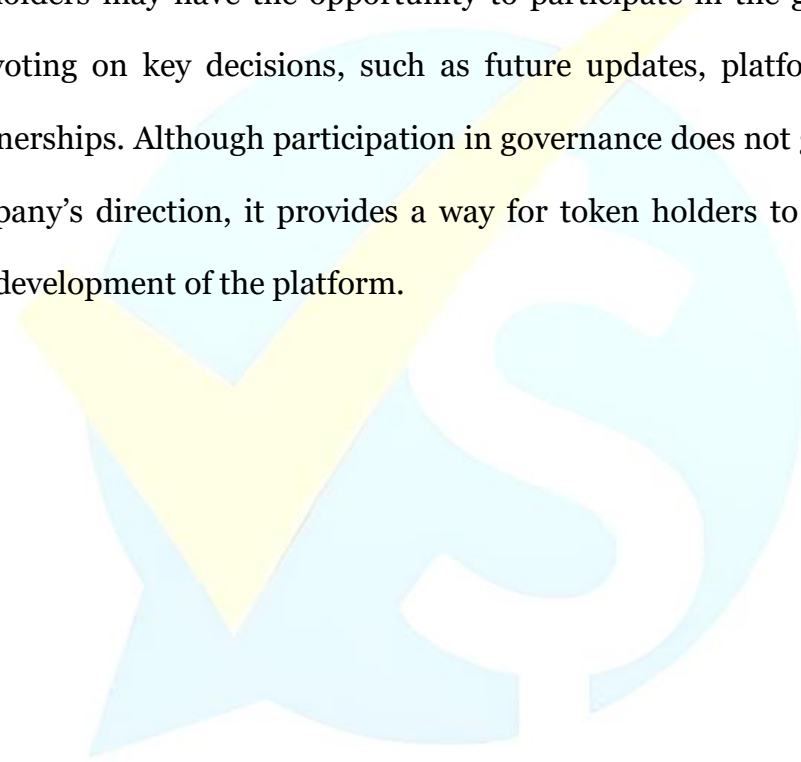 holders may have the opportunity to participate in the g
voting on key decisions, such as future updates, platfo
nerships. Although participation in governance does not
pany’s direction, it provides a way for token holders to
development of the platform.